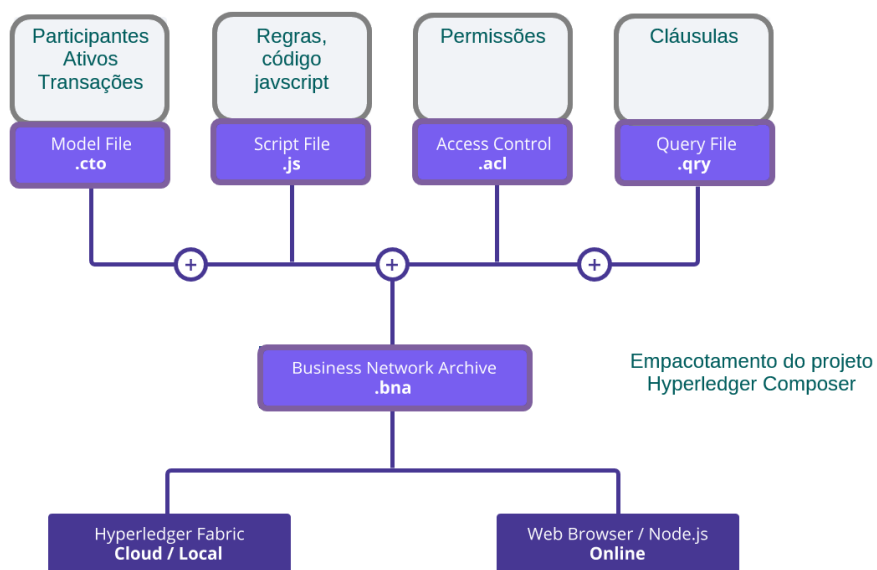 Participantes
Ativos
Transações
Regras,
código
javscript
Permissões
Cláusulas
Model File
.cto
Script File
.js
Access Control
.acl
Query File
.qry
+
+
+
Business Network Archive
.bna
Empacotamento do projeto
Hyperledger Composer
Hyperledger Fabric
Cloud / Local
Web Browser / Node.js
Online